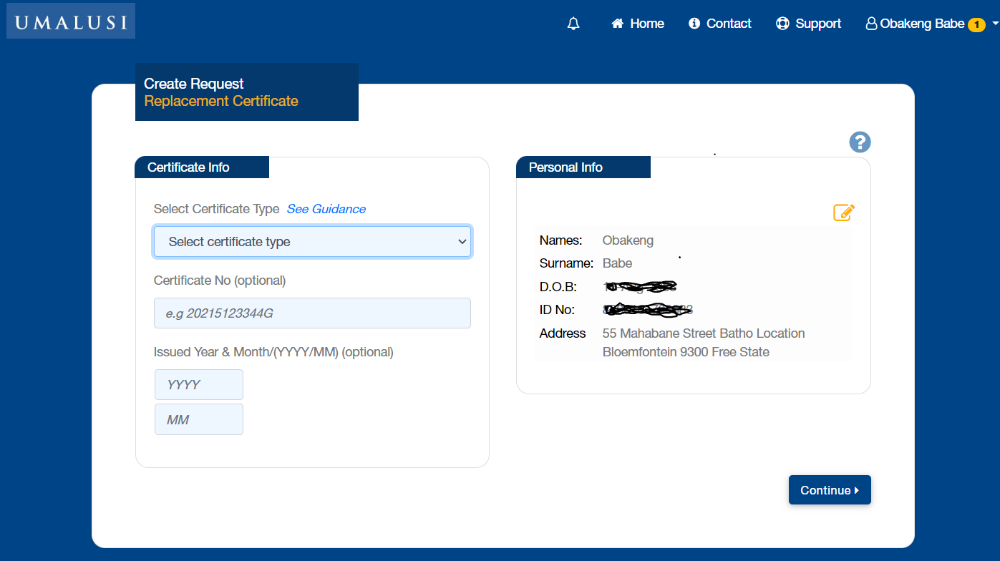 UMALUSI
Home
Contact
Support
Obakeng Babe 1
Create Request
Replacement Certificate
Certificate Info
Select Certificate Type See Guidance
Select certificate type
Certificate No (optional)
e.g 20215123344G
Issued Year & Month/(YYYY/MM) (optional)
YYYY
MM
?
Personal Info
Names: Obakeng
Surname: Babe
D.O.B:
ID No:
Address 55 Mahabane Street Batho Location
Bloemfontein 9300 Free State
Continue